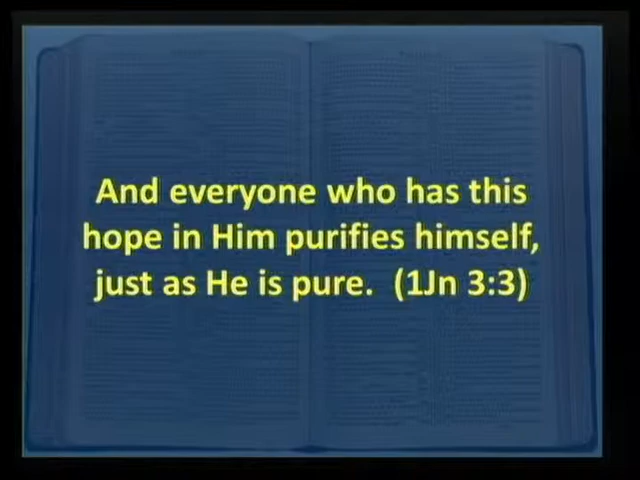 And everyone who has this
hope in Him purifies himself,
just as He is pure.  (1Jn 3:3)